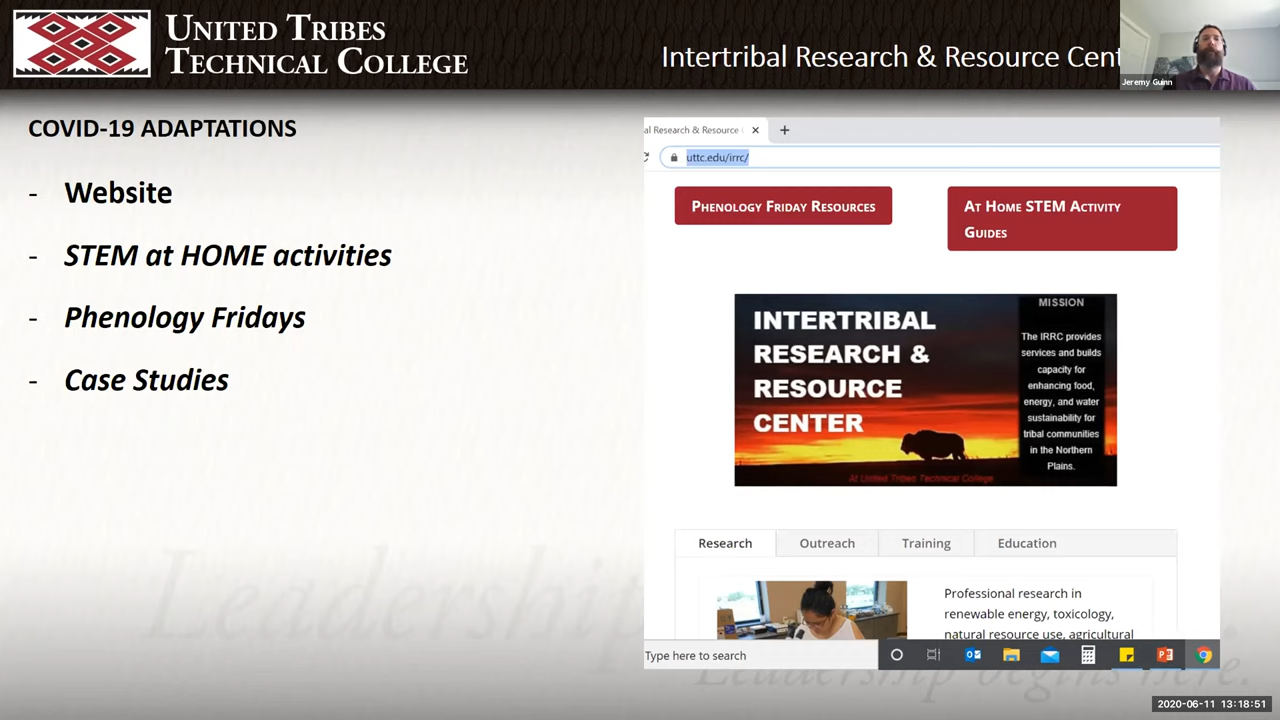 UNITED TRIBES
TECHNICAL COLLEGE
Intertribal Research & Resource Cent
Jeremy Guinn
COVID-19 ADAPTATIONS
- Website
- STEM at HOME activities
- Phenology Fridays
- Case Studies
al Research & Resource
uttc.edu/irrc/
PHENOLOGY FRIDAY RESOURCES
AT HOME STEM ACTIVITY
GUIDES
INTERTRIBAL
RESEARCH &
RESOURCE
CENTER
At United Tribes Technical College
MISSION
The IRRC provides
services and builds
capacity for
enhancing food,
energy, and water
sustainability for
tribal communities
in the Northern
Plains.
Research Outreach Training Education
Professional research in
renewable energy, toxicology,
natural resource use, agricultural
Type here to search
Leadership begins here.
2020-06-11 13:18:51